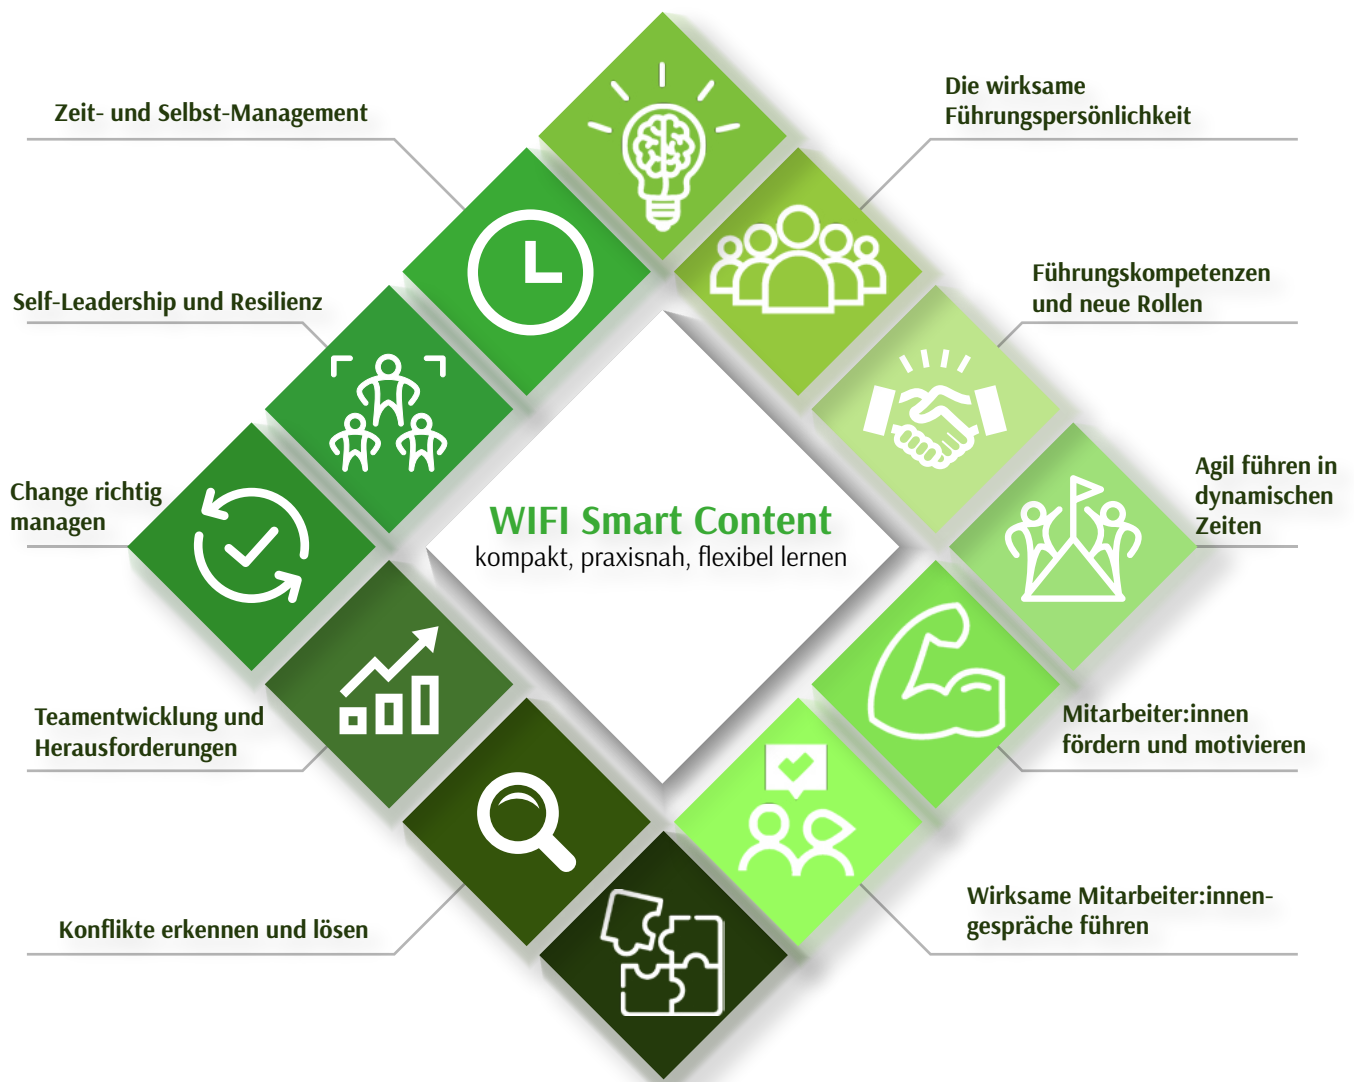 Zeit- und Selbst-Management
Die wirksame
Führungspersönlichkeit
Self-Leadership und Resilienz
Führungskompetenzen
und neue Rollen
Change richtig
managen
Agil führen in
dynamischen
Zeiten
WIFI Smart Content
kompakt, praxisnah, flexibel lernen
Teamentwicklung und
Herausforderungen
Mitarbeiter:innen
fördern und motivieren
Konflikte erkennen und lösen
Wirksame Mitarbeiter:innen-
gespräche führen